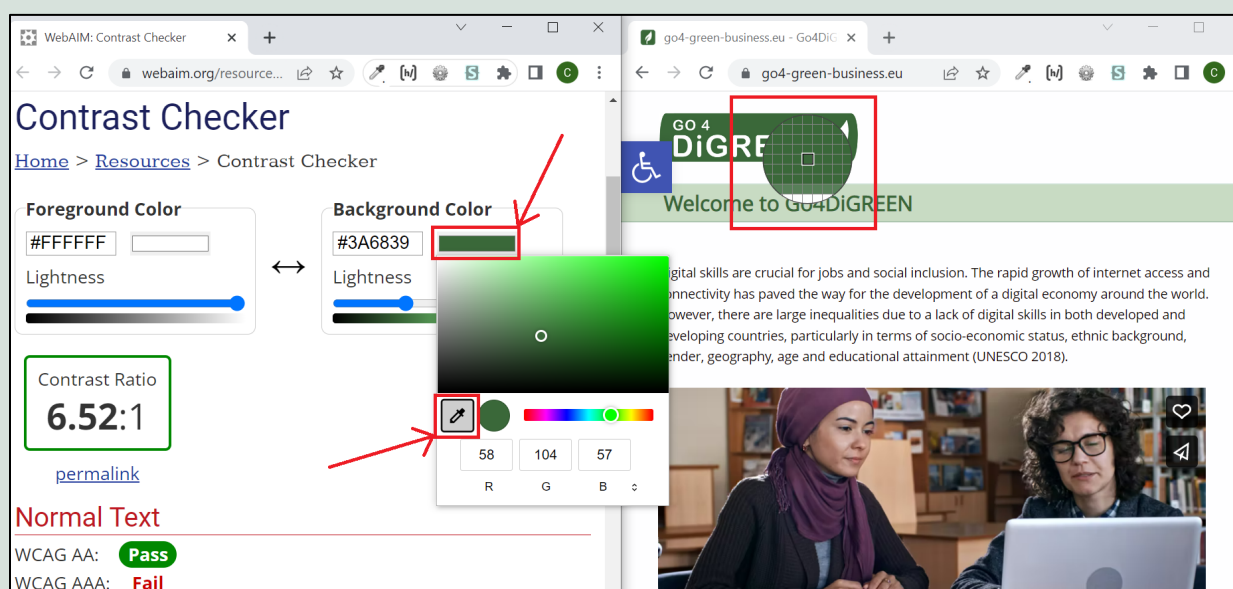 WebAIM: Contrast Checker
webaim.org/resource...
C
Contrast Checker
Home > Resources > Contrast Checker
Foreground Color
#FFFFFF
Lightness
Background Color
#3A6839
Lightness
58 104 57
R G B
Contrast Ratio
6.52:1
permalink
Normal Text
WCAG AA: Pass
WCAG AAA: Fail
go4-green-business.eu - Go4DiG
go4-green-business.eu
C
GO 4
DiGRE
Welcome to GO4DiGREEN
igital skills are crucial for jobs and social inclusion. The rapid growth of internet access and
onnectivity has paved the way for the development of a digital economy around the world.
owever, there are large inequalities due to a lack of digital skills in both developed and
eveloping countries, particularly in terms of socio-economic status, ethnic background,
ender, geography, age and educational attainment (UNESCO 2018).